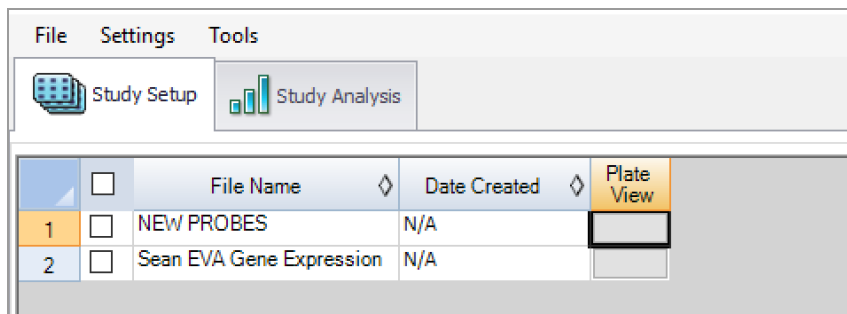 File Settings Tools
Study Setup Study Analysis
File Name Date Created Plate View
1 NEW PROBES N/A
2 Sean EVA Gene Expression N/A